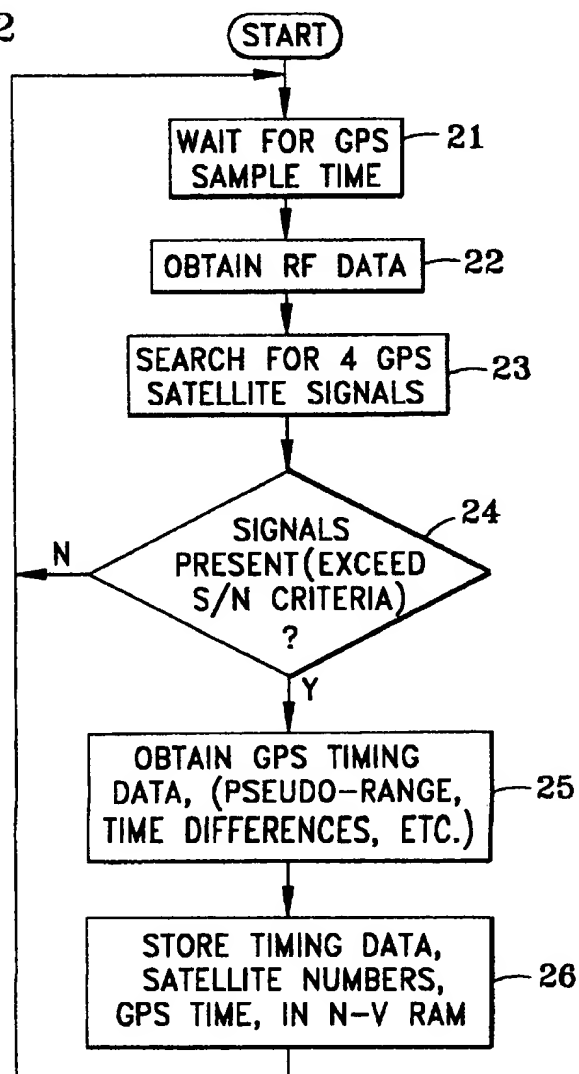 2
START
WAIT FOR GPS
SAMPLE TIME
21
OBTAIN RF DATA
22
SEARCH FOR 4 GPS
SATELLITE SIGNALS
23
SIGNALS
PRESENT(EXCEED
S/N CRITERIA)
?
24
N
Y
OBTAIN GPS TIMING
DATA, (PSEUDO-RANGE,
TIME DIFFERENCES, ETC.)
25
STORE TIMING DATA,
SATELLITE NUMBERS,
GPS TIME, IN N-V RAM
26